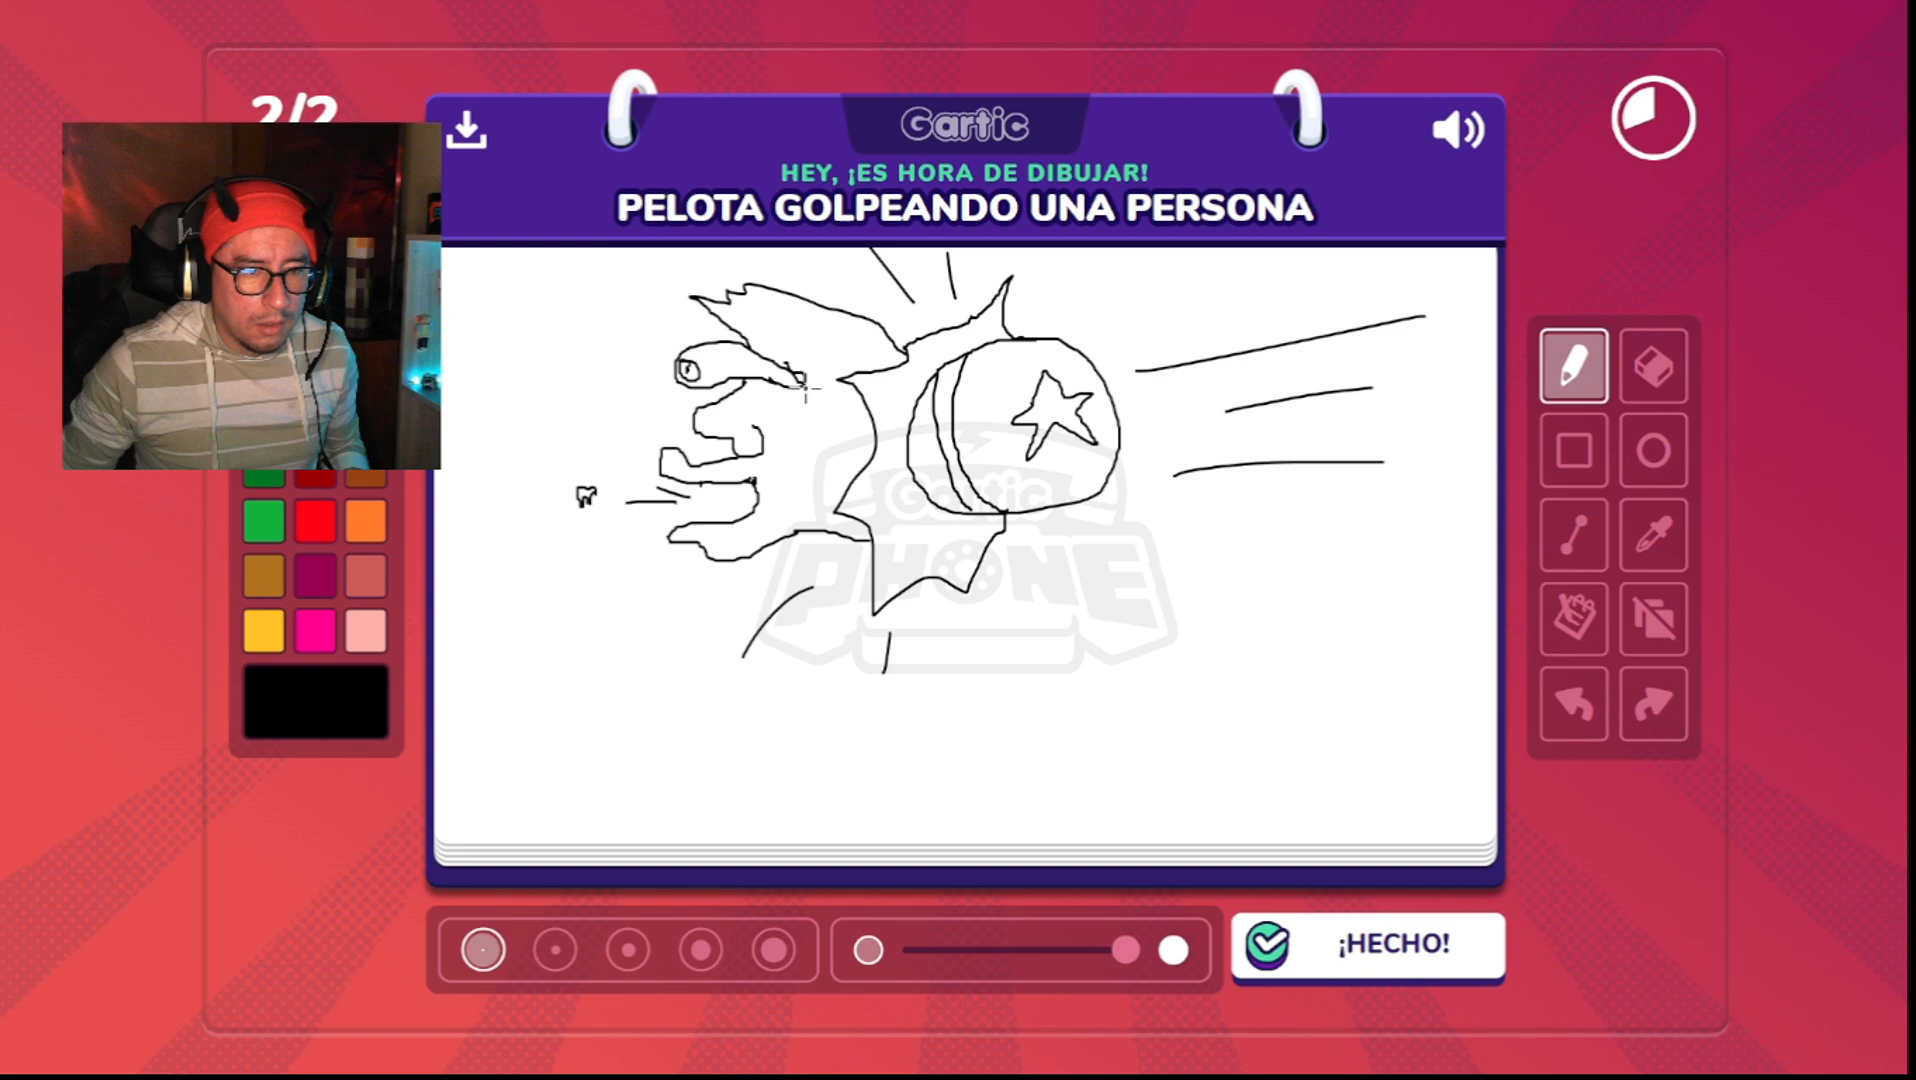 2/2
Gartic
HEY, ¡ES HORA DE DIBUJAR!
PELOTA GOLPEANDO UNA PERSONA
Gartic
PHONE
¡HECHO!